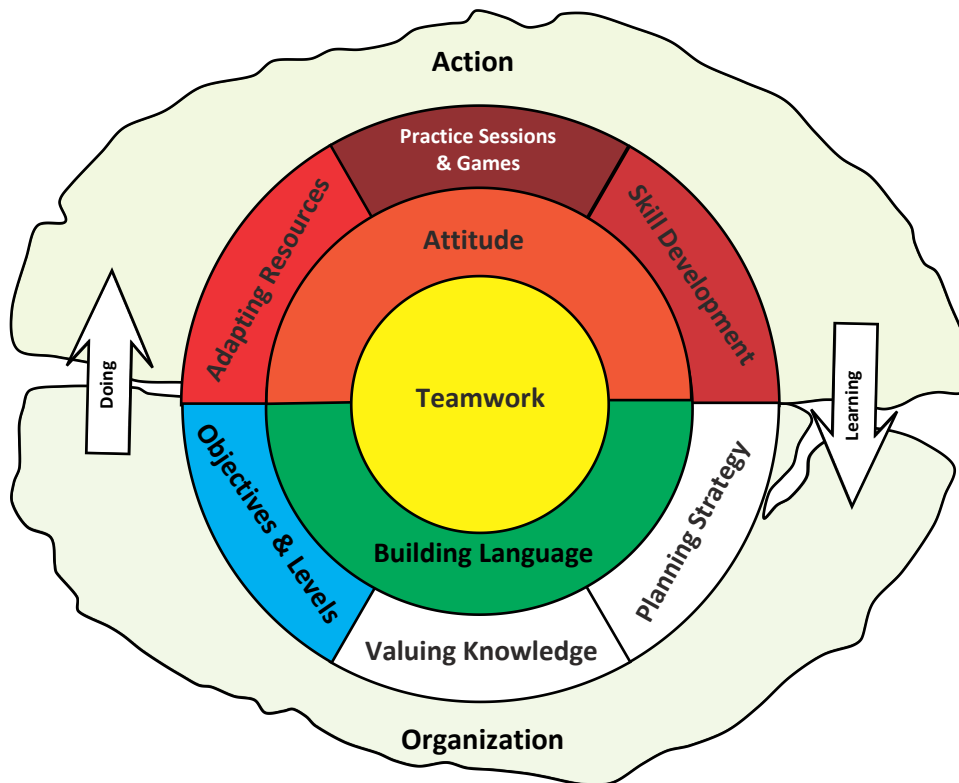 Action
Practice Sessions
& Games
Adapting Resources
Skill Development
Attitude
Teamwork
Doing
Learning
Objectives & Levels
Building Language
Planning Strategy
Valuing Knowledge
Organization